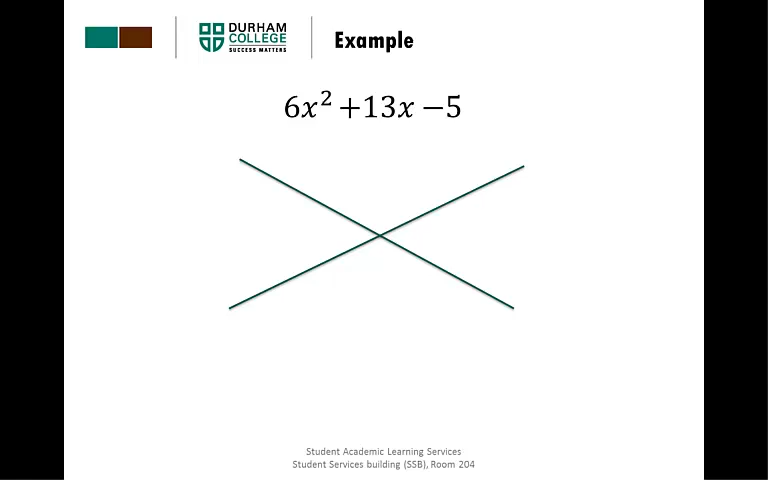 DURHAM
COLLEGE
SUCCESS MATTERS
Example
6x² +13x −5
Student Academic Learning Services
Student Services building (SSB), Room 204